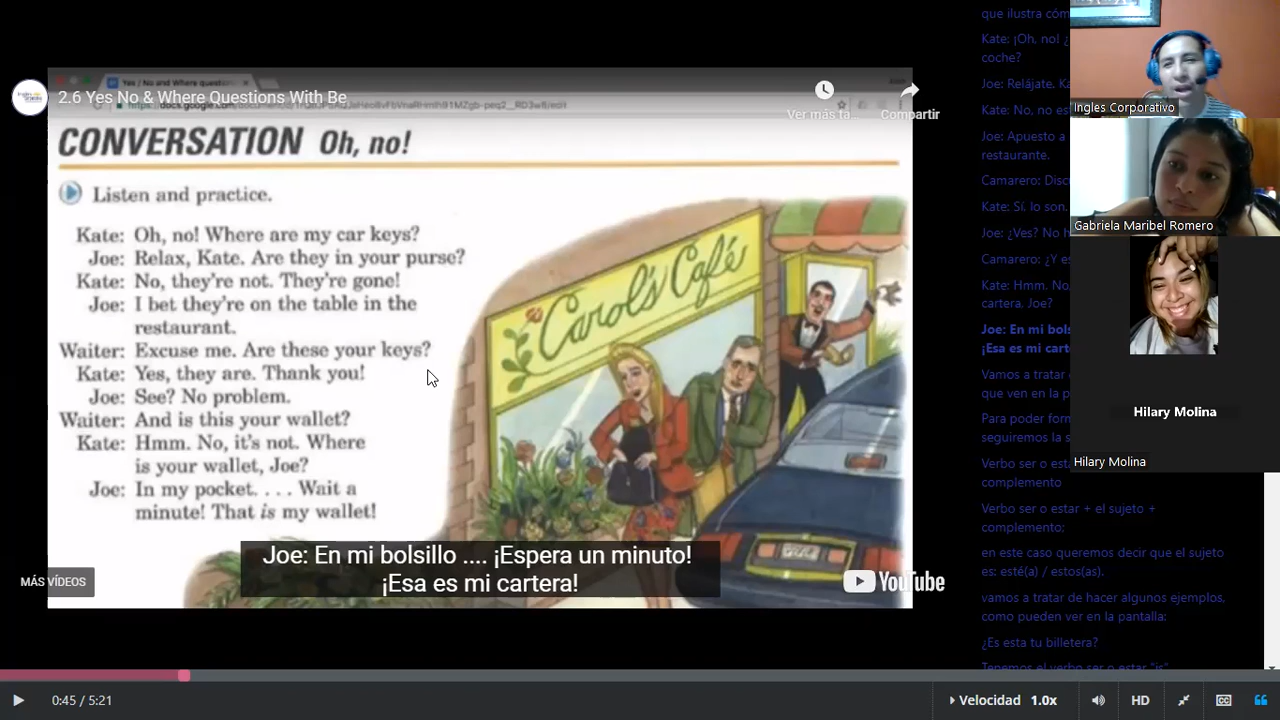 2.6 Yes No & Where Questions With Be
Ver más ta...
Compartir
CONVERSATION Oh, no!
Listen and practice.
Kate: Oh, no! Where are my car keys?
Joe: Relax, Kate. Are they in your purse?
Kate: No, they're not. They're gone!
Joe: I bet they're on the table in the
restaurant.
Waiter: Excuse me. Are these your keys?
Kate: Yes, they are. Thank you!
Joe: See? No problem.
Waiter: And is this your wallet?
Kate: Hmm. No, it's not. Where
is your wallet, Joe?
Joe: In my pocket. . . . Wait a
minute! That is my wallet!
Carol's Café
Joe: En mi bolsillo .... ¡Espera un minuto!
¡Esa es mi cartera!
MÁS VÍDEOS
YouTube
0:45 / 5:21
Velocidad 1.0x
HD
que ilustra cóm
Kate: ¡Oh, no! ¿
coche?
Joe: Relájate. Ka
Kate: No, no es
Joe: Apuesto a
restaurante.
Camarero: Disc
Kate: Sí, lo son.
Joe: ¿Ves? No h
Camarero: ¿Y es
Kate: Hmm. No,
cartera. Joe?
Joe: En mi bols
¡Esa es mi carte
Vamos a tratar
que ven en la p
Para poder form
seguiremos la s
Verbo ser o esta
complemento
Verbo ser o estar + el sujeto +
complemento;
en este caso queremos decir que el sujeto
es: esté(a) / estos(as).
vamos a tratar de hacer algunos ejemplos,
como pueden ver en la pantalla:
¿Es esta tu billetera?
Tenemos el verbo ser o estar "is"
Ingles Corporativo
Gabriela Maribel Romero
Hilary Molina
Hilary Molina